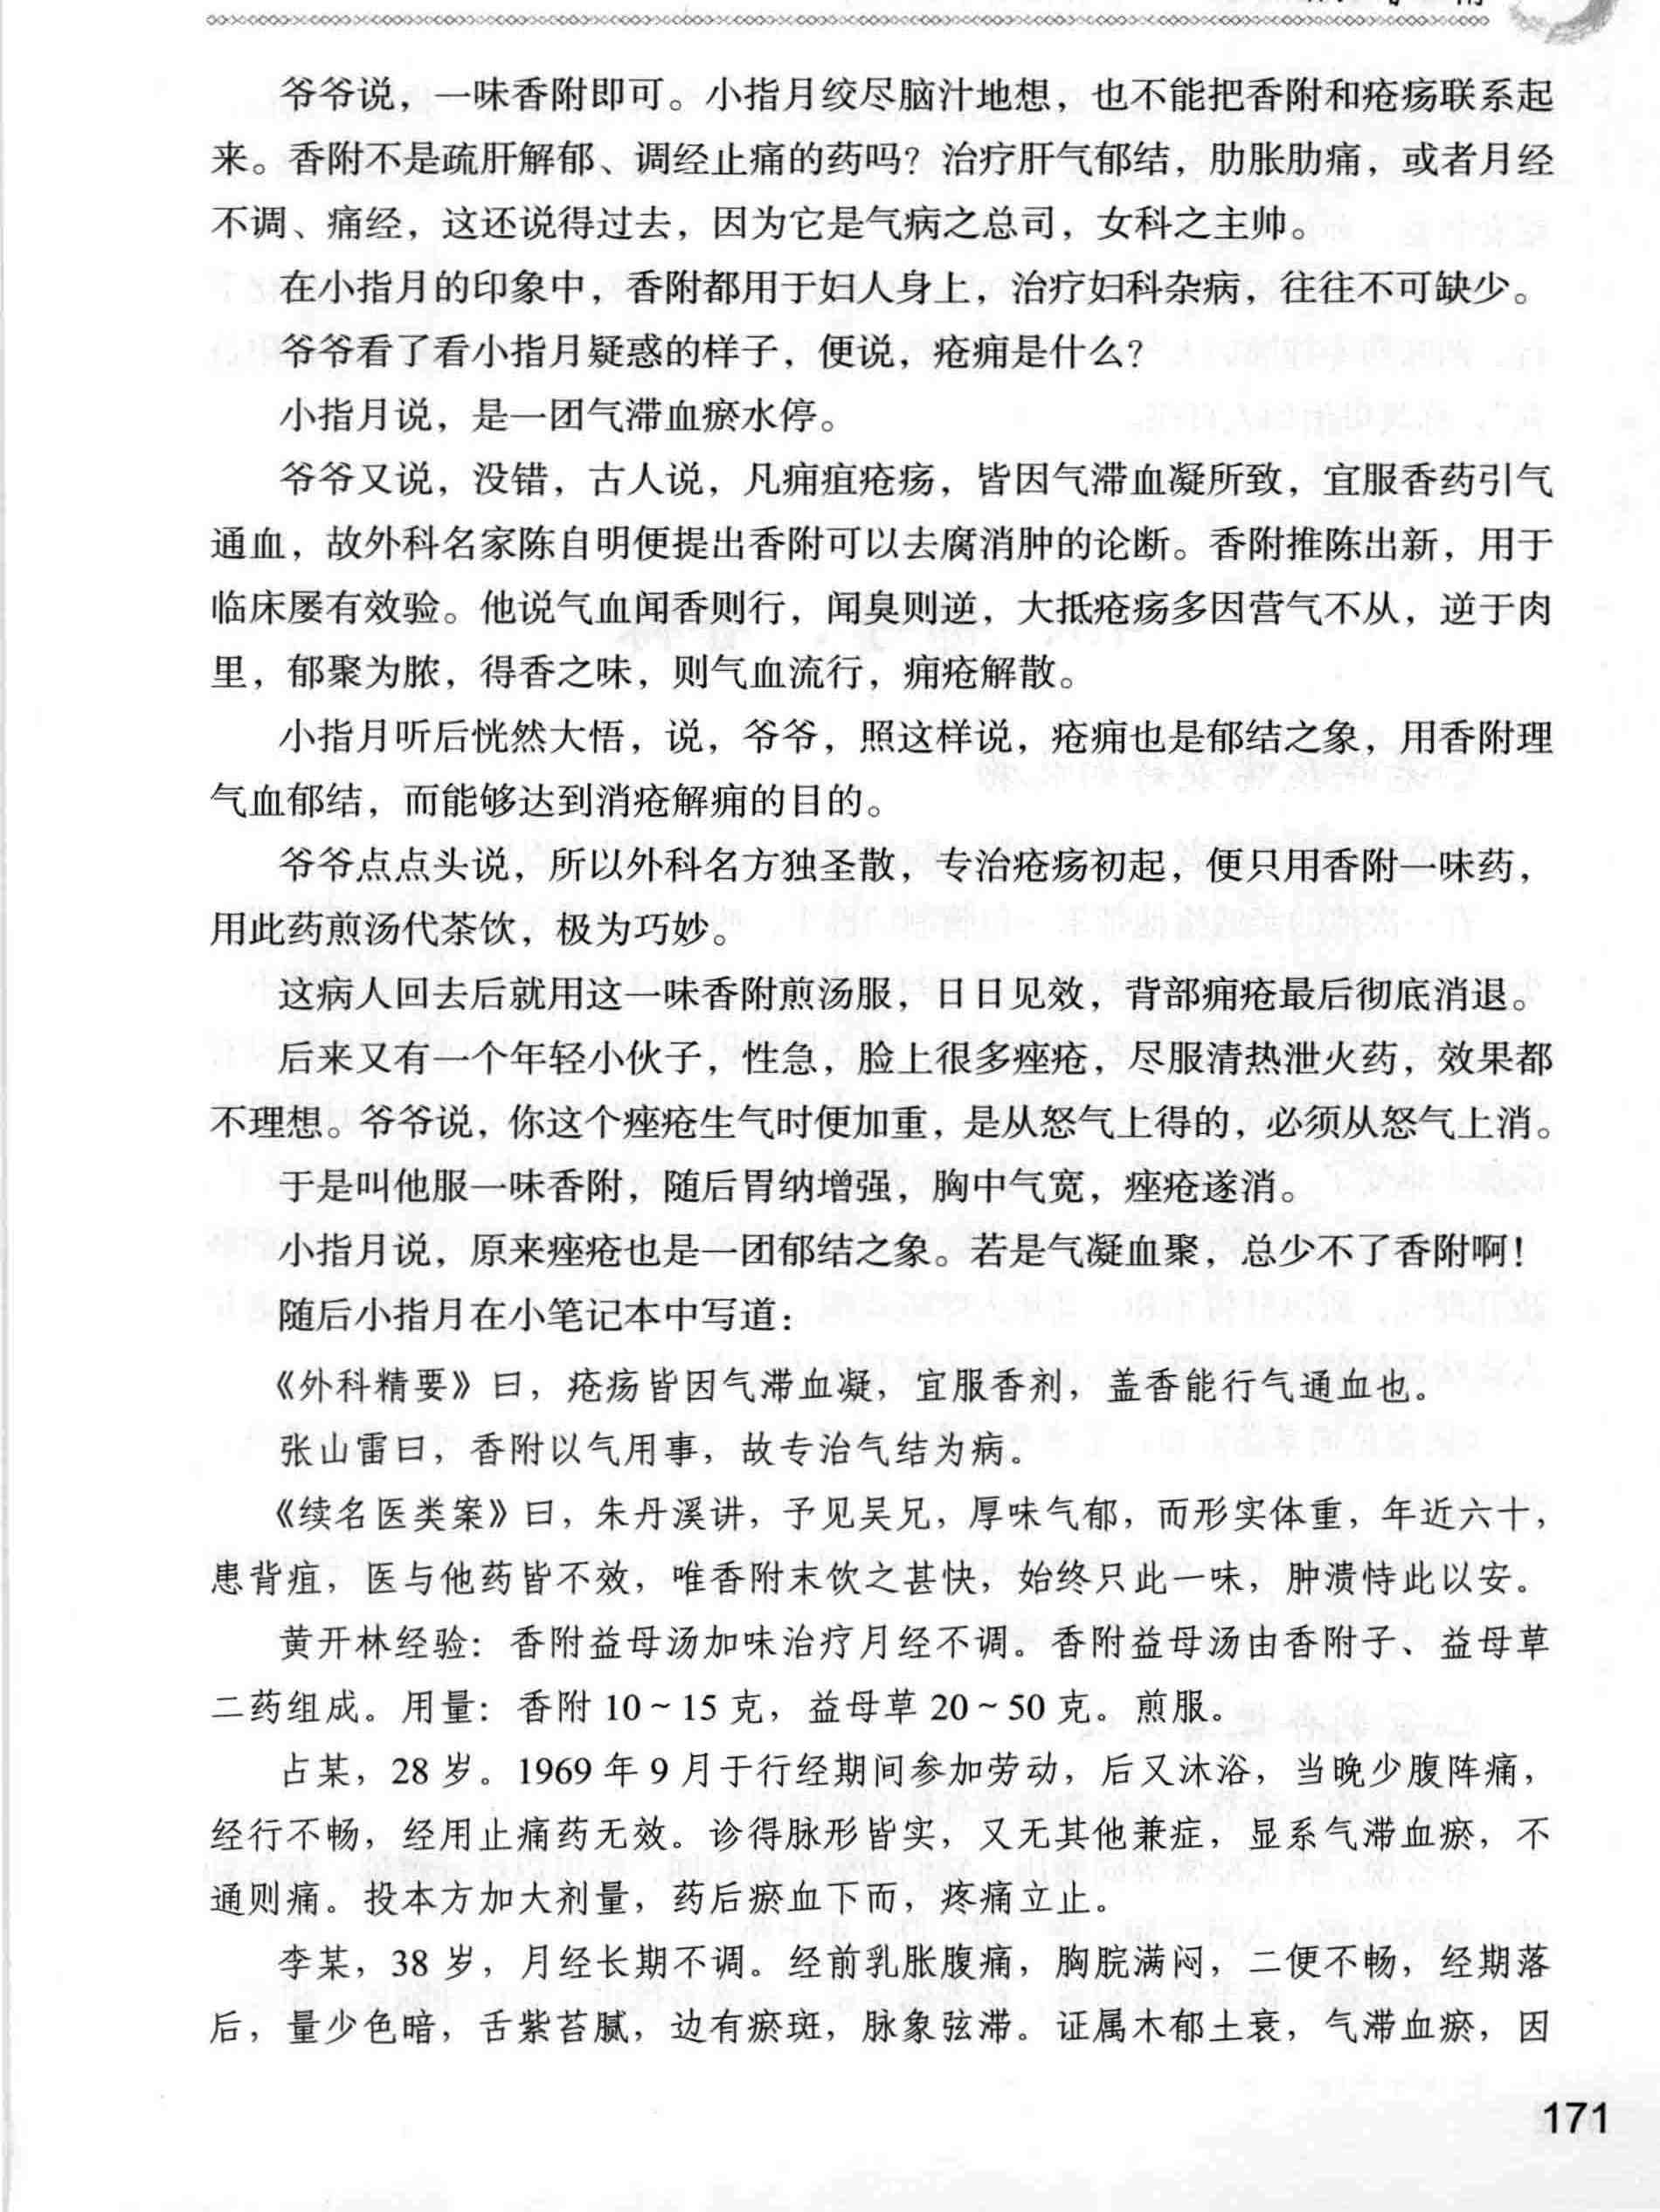 爷爷说，一味香附即可。小指月绞尽脑汁地想，也不能把香附和疮疡联系起
来。香附不是疏肝解郁、调经止痛的药吗？治疗肝气郁结，肋胀肋痛，或者月经
不调、痛经，这还说得过去，因为它是气病之总司，女科之主帅。
在小指月的印象中，香附都用于妇人身上，治疗妇科杂病，往往不可缺少。
爷爷看了看小指月疑惑的样子，便说，疮痈是什么？
小指月说，是一团气滞血瘀水停。
爷爷又说，没错，古人说，凡痈疽疮疡，皆因气滞血凝所致，宜服香药引气
通血，故外科名家陈自明便提出香附可以去腐消肿的论断。香附推陈出新，用于
临床屡有效验。他说气血闻香则行，闻臭则逆，大抵疮疡多因营气不从，逆于肉
里，郁聚为脓，得香之味，则气血流行，痈疮解散。
小指月听后恍然大悟，说，爷爷，照这样说，疮痈也是郁结之象，用香附理
气血郁结，而能够达到消疮解痈的目的。
爷爷点点头说，所以外科名方独圣散，专治疮疡初起，便只用香附一味药，
用此药煎汤代茶饮，极为巧妙。
这病人回去后就用这一味香附煎汤服，日日见效，背部痈疮最后彻底消退。
后来又有一个年轻小伙子，性急，脸上很多痤疮，尽服清热泄火药，效果都
不理想。爷爷说，你这个痤疮生气时便加重，是从怒气上得的，必须从怒气上消。
于是叫他服一味香附，随后胃纳增强，胸中气宽，痤疮遂消。
小指月说，原来痤疮也是一团郁结之象。若是气凝血聚，总少不了香附啊！
随后小指月在小笔记本中写道：
《外科精要》曰，疮疡皆因气滞血凝，宜服香剂，盖香能行气通血也。
张山雷曰，香附以气用事，故专治气结为病。
《续名医类案》曰，朱丹溪讲，予见吴兄，厚味气郁，而形实体重，年近六十，
患背疽，医与他药皆不效，唯香附末饮之甚快，始终只此一味，肿溃恃此以安。
黄开林经验：香附益母汤加味治疗月经不调。香附益母汤由香附子、益母草
二药组成。用量：香附 10～15 克，益母草 20～50 克。煎服。
占某，28 岁。1969 年 9 月于行经期间参加劳动，后又沐浴，当晚少腹阵痛，
经行不畅，经用止痛药无效。诊得脉形皆实，又无其他兼症，显系气滞血瘀，不
通则痛。投本方加大剂量，药后瘀血下而，疼痛立止。
李某，38 岁，月经长期不调。经前乳胀腹痛，胸脘满闷，二便不畅，经期落
后，量少色暗，舌紫苔腻，边有瘀斑，脉象弦滞。证属木郁土衰，气滞血瘀，因
171